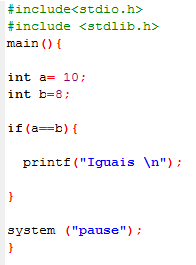 #include<stdio.h>
#include <stdlib.h>
main(){
int a= 10;
int b=8;
if(a==b){
printf("Iguais \n");
}
system ("pause");
}